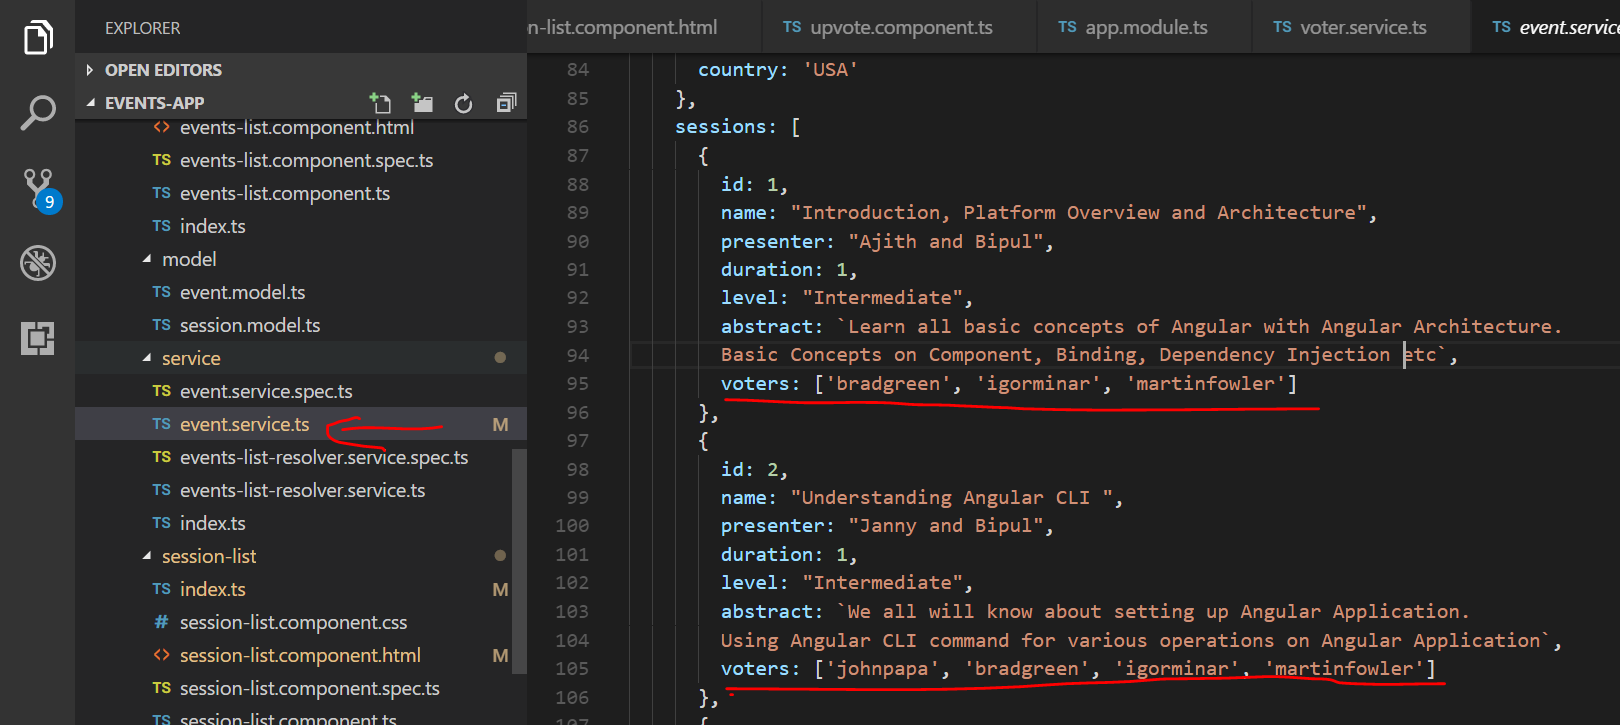 EXPLORER
OPEN EDITORS
EVENTS-APP
events-list.component.html
TS events-list.component.spec.ts
TS events-list.component.ts
TS index.ts
model
TS event.model.ts
TS session.model.ts
service
TS event.service.spec.ts
TS event.service.ts M
TS events-list-resolver.service.spec.ts
TS events-list-resolver.service.ts
TS index.ts
session-list
TS index.ts M
# session-list.component.css
<> session-list.component.html M
TS session-list.component.spec.ts
TS session-list.component.ts
9
n-list.component.html TS upvote.component.ts TS app.module.ts TS voter.service.ts TS event.service
84 country: 'USA'
85 },
86 sessions: [
87 {
88 id: 1,
89 name: "Introduction, Platform Overview and Architecture",
90 presenter: "Ajith and Bipul",
91 duration: 1,
92 level: "Intermediate",
93 abstract: `Learn all basic concepts of Angular with Angular Architecture.
94 Basic Concepts on Component, Binding, Dependency Injection etc`,
95 voters: ['bradgreen', 'igorminar', 'martinfowler']
96 },
97 {
98 id: 2,
99 name: "Understanding Angular CLI ",
100 presenter: "Janny and Bipul",
101 duration: 1,
102 level: "Intermediate",
103 abstract: `We all will know about setting up Angular Application.
104 Using Angular CLI command for various operations on Angular Application`,
105 voters: ['johnpapa', 'bradgreen', 'igorminar', 'martinfowler']
106 },
107 {